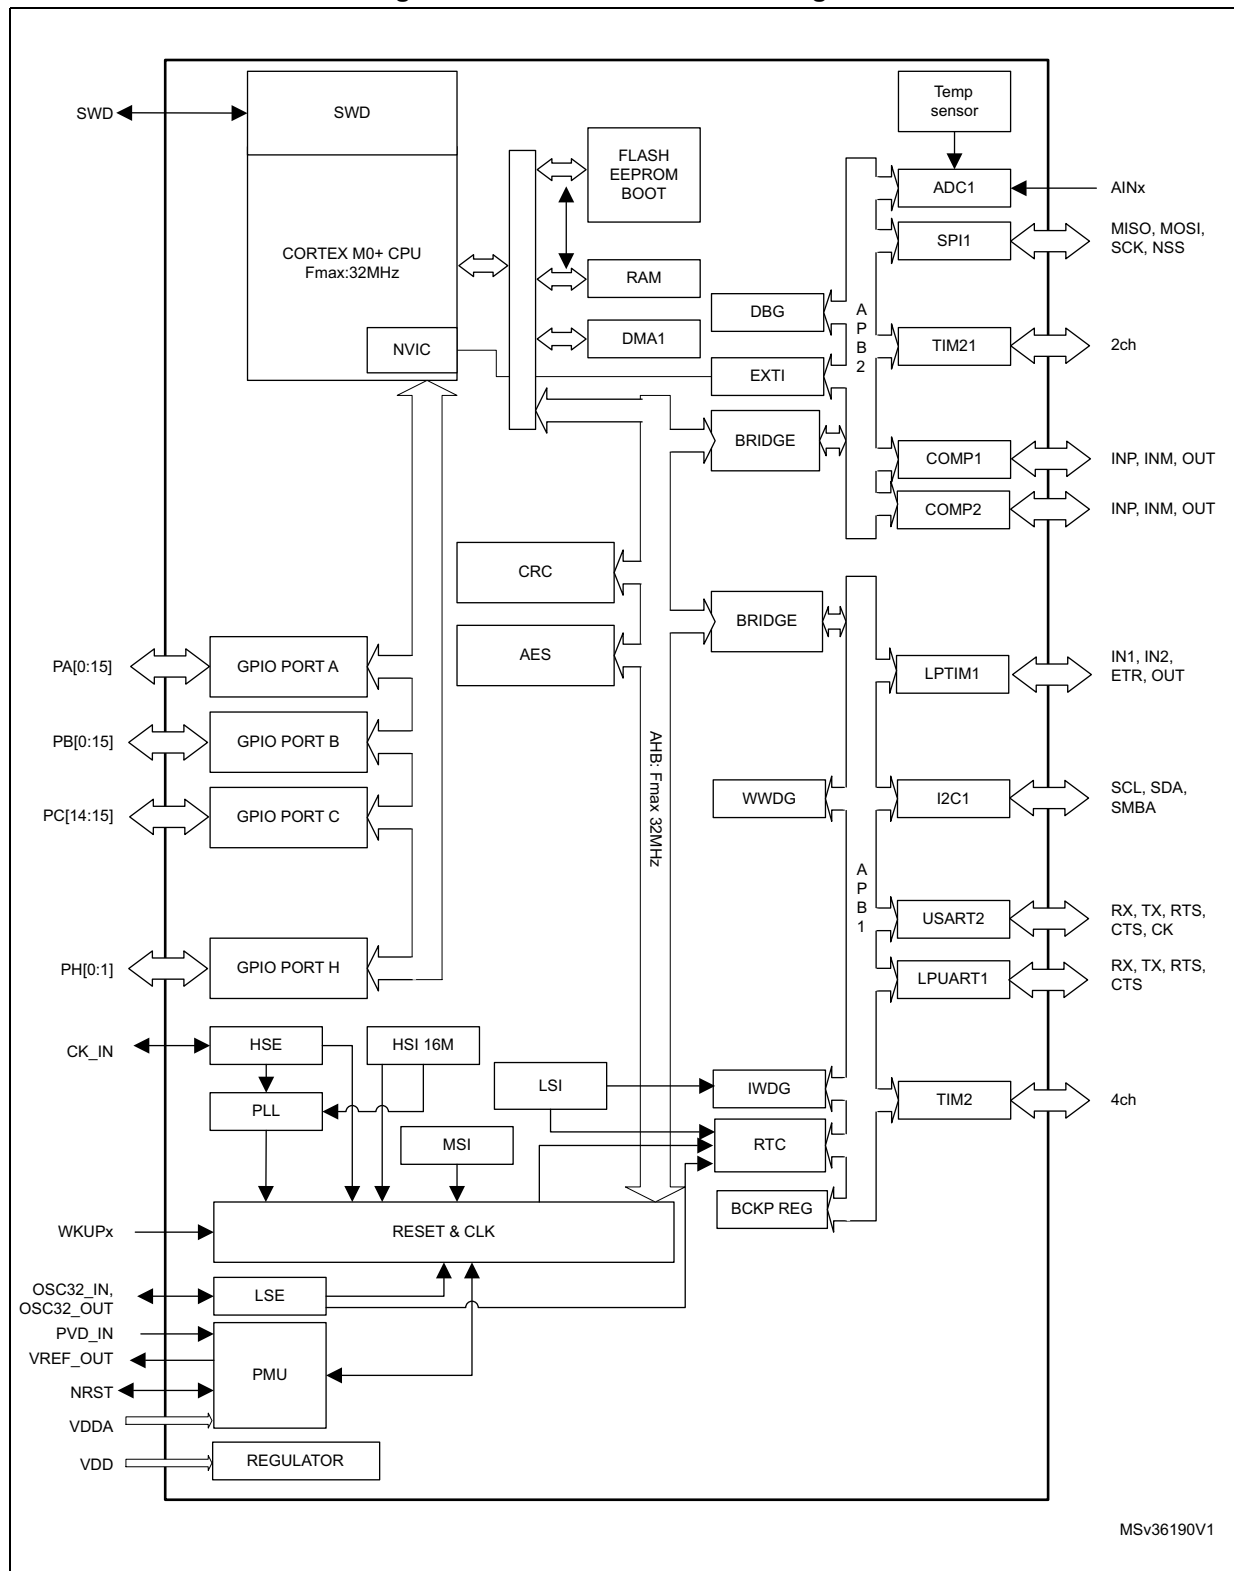 SWD
SWD
CORTEX M0+ CPU
Fmax:32MHz
NVIC
FLASH
EEPROM
BOOT
RAM
DMA1
Temp
sensor
ADC1
AINx
SPI1
MISO, MOSI,
SCK, NSS
DBG
EXTI
A
P
B
2
TIM21
2ch
BRIDGE
COMP1
INP, INM, OUT
COMP2
INP, INM, OUT
CRC
AES
BRIDGE
AHB: Fmax 32MHz
LPTIM1
IN1, IN2,
ETR, OUT
PA[0:15]
GPIO PORT A
PB[0:15]
GPIO PORT B
PC[14:15]
GPIO PORT C
PH[0:1]
GPIO PORT H
WWDG
I2C1
SCL, SDA,
SMBA
A
P
B
1
USART2
RX, TX, RTS,
CTS, CK
LPUART1
RX, TX, RTS,
CTS
CK_IN
HSE
HSI 16M
PLL
MSI
LSI
IWDG
RTC
BCKP REG
TIM2
4ch
WKUPx
RESET & CLK
OSC32_IN,
OSC32_OUT
LSE
PVD_IN
VREF_OUT
NRST
VDDA
PMU
VDD
REGULATOR
MSv36190V1